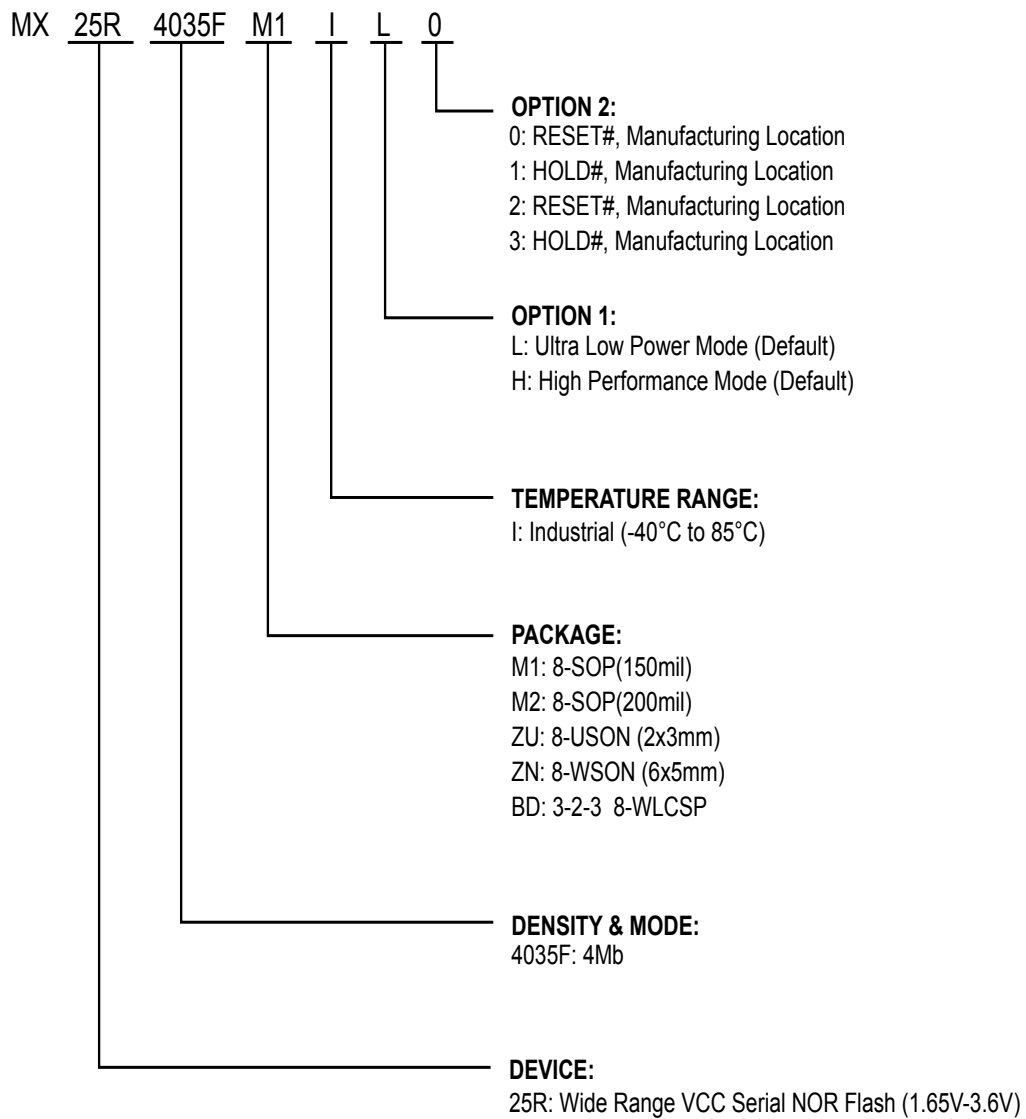 MX 25R 4035F M1 I L 0
OPTION 2:
0: RESET#, Manufacturing Location
1: HOLD#, Manufacturing Location
2: RESET#, Manufacturing Location
3: HOLD#, Manufacturing Location
OPTION 1:
L: Ultra Low Power Mode (Default)
H: High Performance Mode (Default)
TEMPERATURE RANGE:
I: Industrial (-40°C to 85°C)
PACKAGE:
M1: 8-SOP(150mil)
M2: 8-SOP(200mil)
ZU: 8-USON (2x3mm)
ZN: 8-WSON (6x5mm)
BD: 3-2-3 8-WLCSP
DENSITY & MODE:
4035F: 4Mb
DEVICE:
25R: Wide Range VCC Serial NOR Flash (1.65V-3.6V)